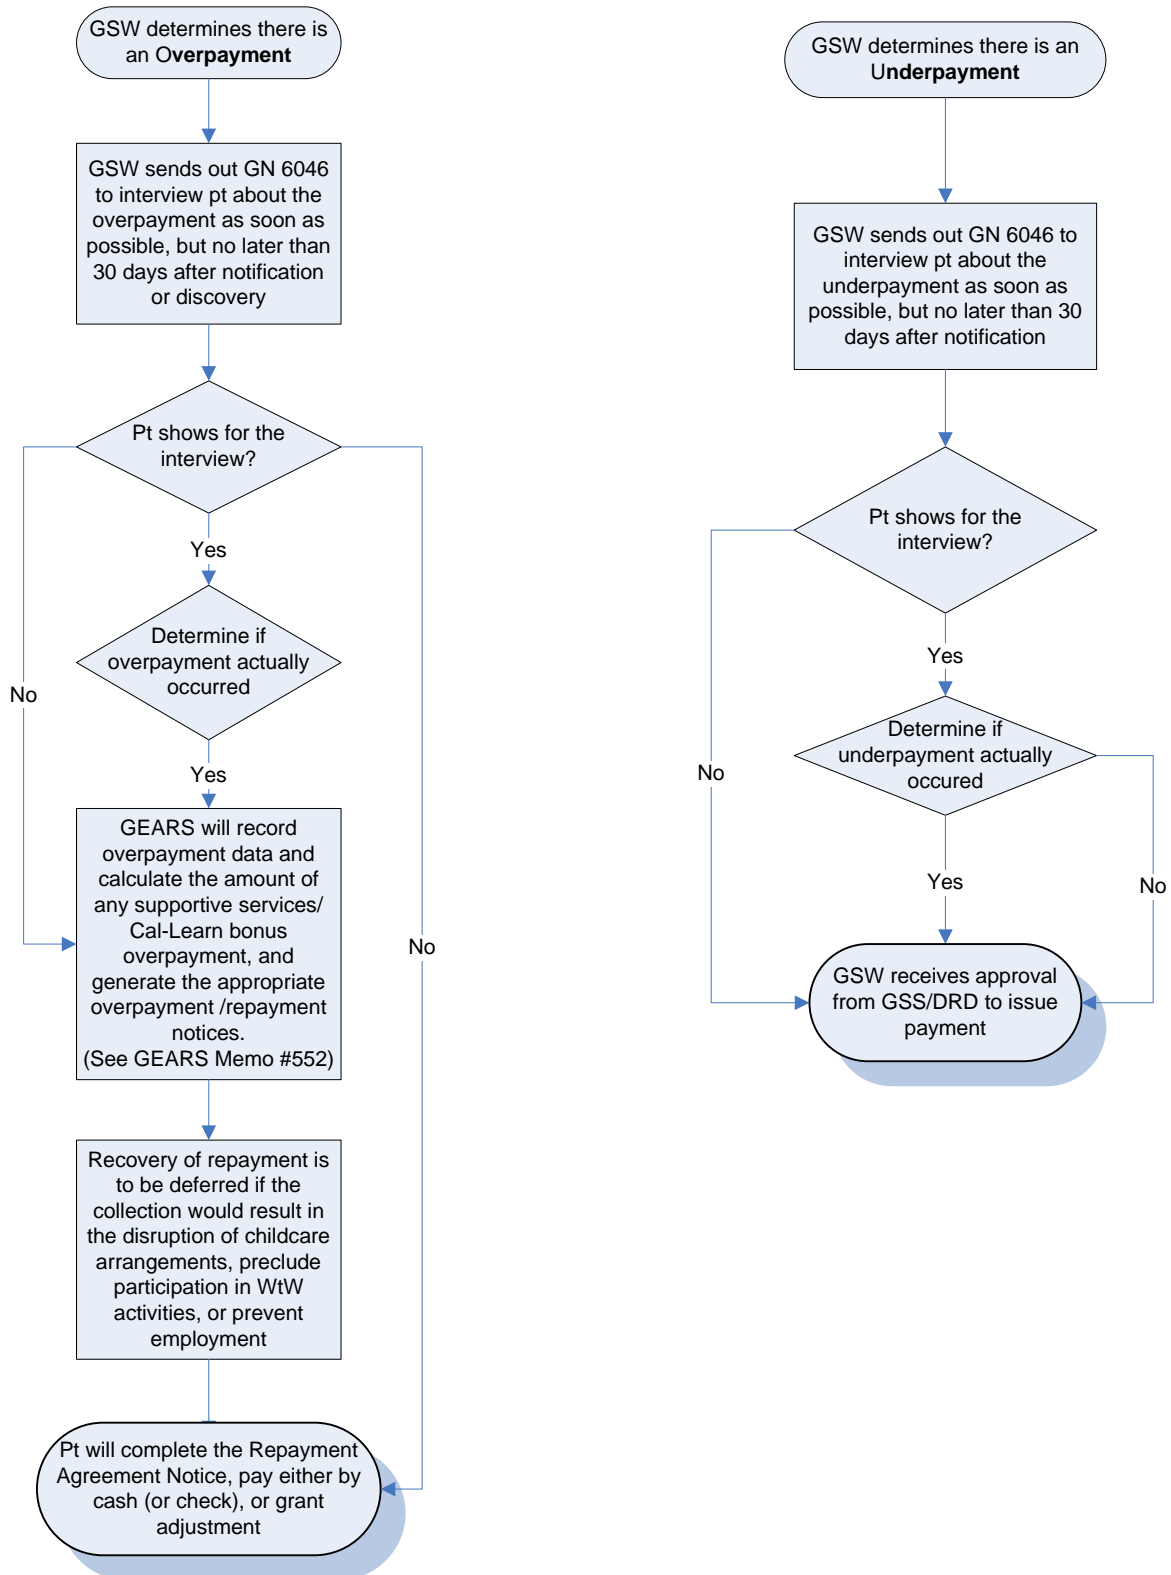 GSW determines there is
an Overpayment
GSW sends out GN 6046
to interview pt about the
overpayment as soon as
possible, but no later than
30 days after notification
or discovery
Pt shows for the
interview?
Yes
Determine if
overpayment actually
occurred
No
Yes
GEARS will record
overpayment data and
calculate the amount of
any supportive services/
Cal-Learn bonus
overpayment, and
generate the appropriate
overpayment /repayment
notices.
(See GEARS Memo #552)
No
Recovery of repayment is
to be deferred if the
collection would result in
the disruption of childcare
arrangements, preclude
participation in WtW
activities, or prevent
employment
Pt will complete the Repayment
Agreement Notice, pay either by
cash (or check), or grant
adjustment
GSW determines there is an
Underpayment
GSW sends out GN 6046 to
interview pt about the
underpayment as soon as
possible, but no later than 30
days after notification
Pt shows for the
interview?
Yes
Determine if
underpayment actually
occured
No
Yes
No
GSW receives approval
from GSS/DRD to issue
payment